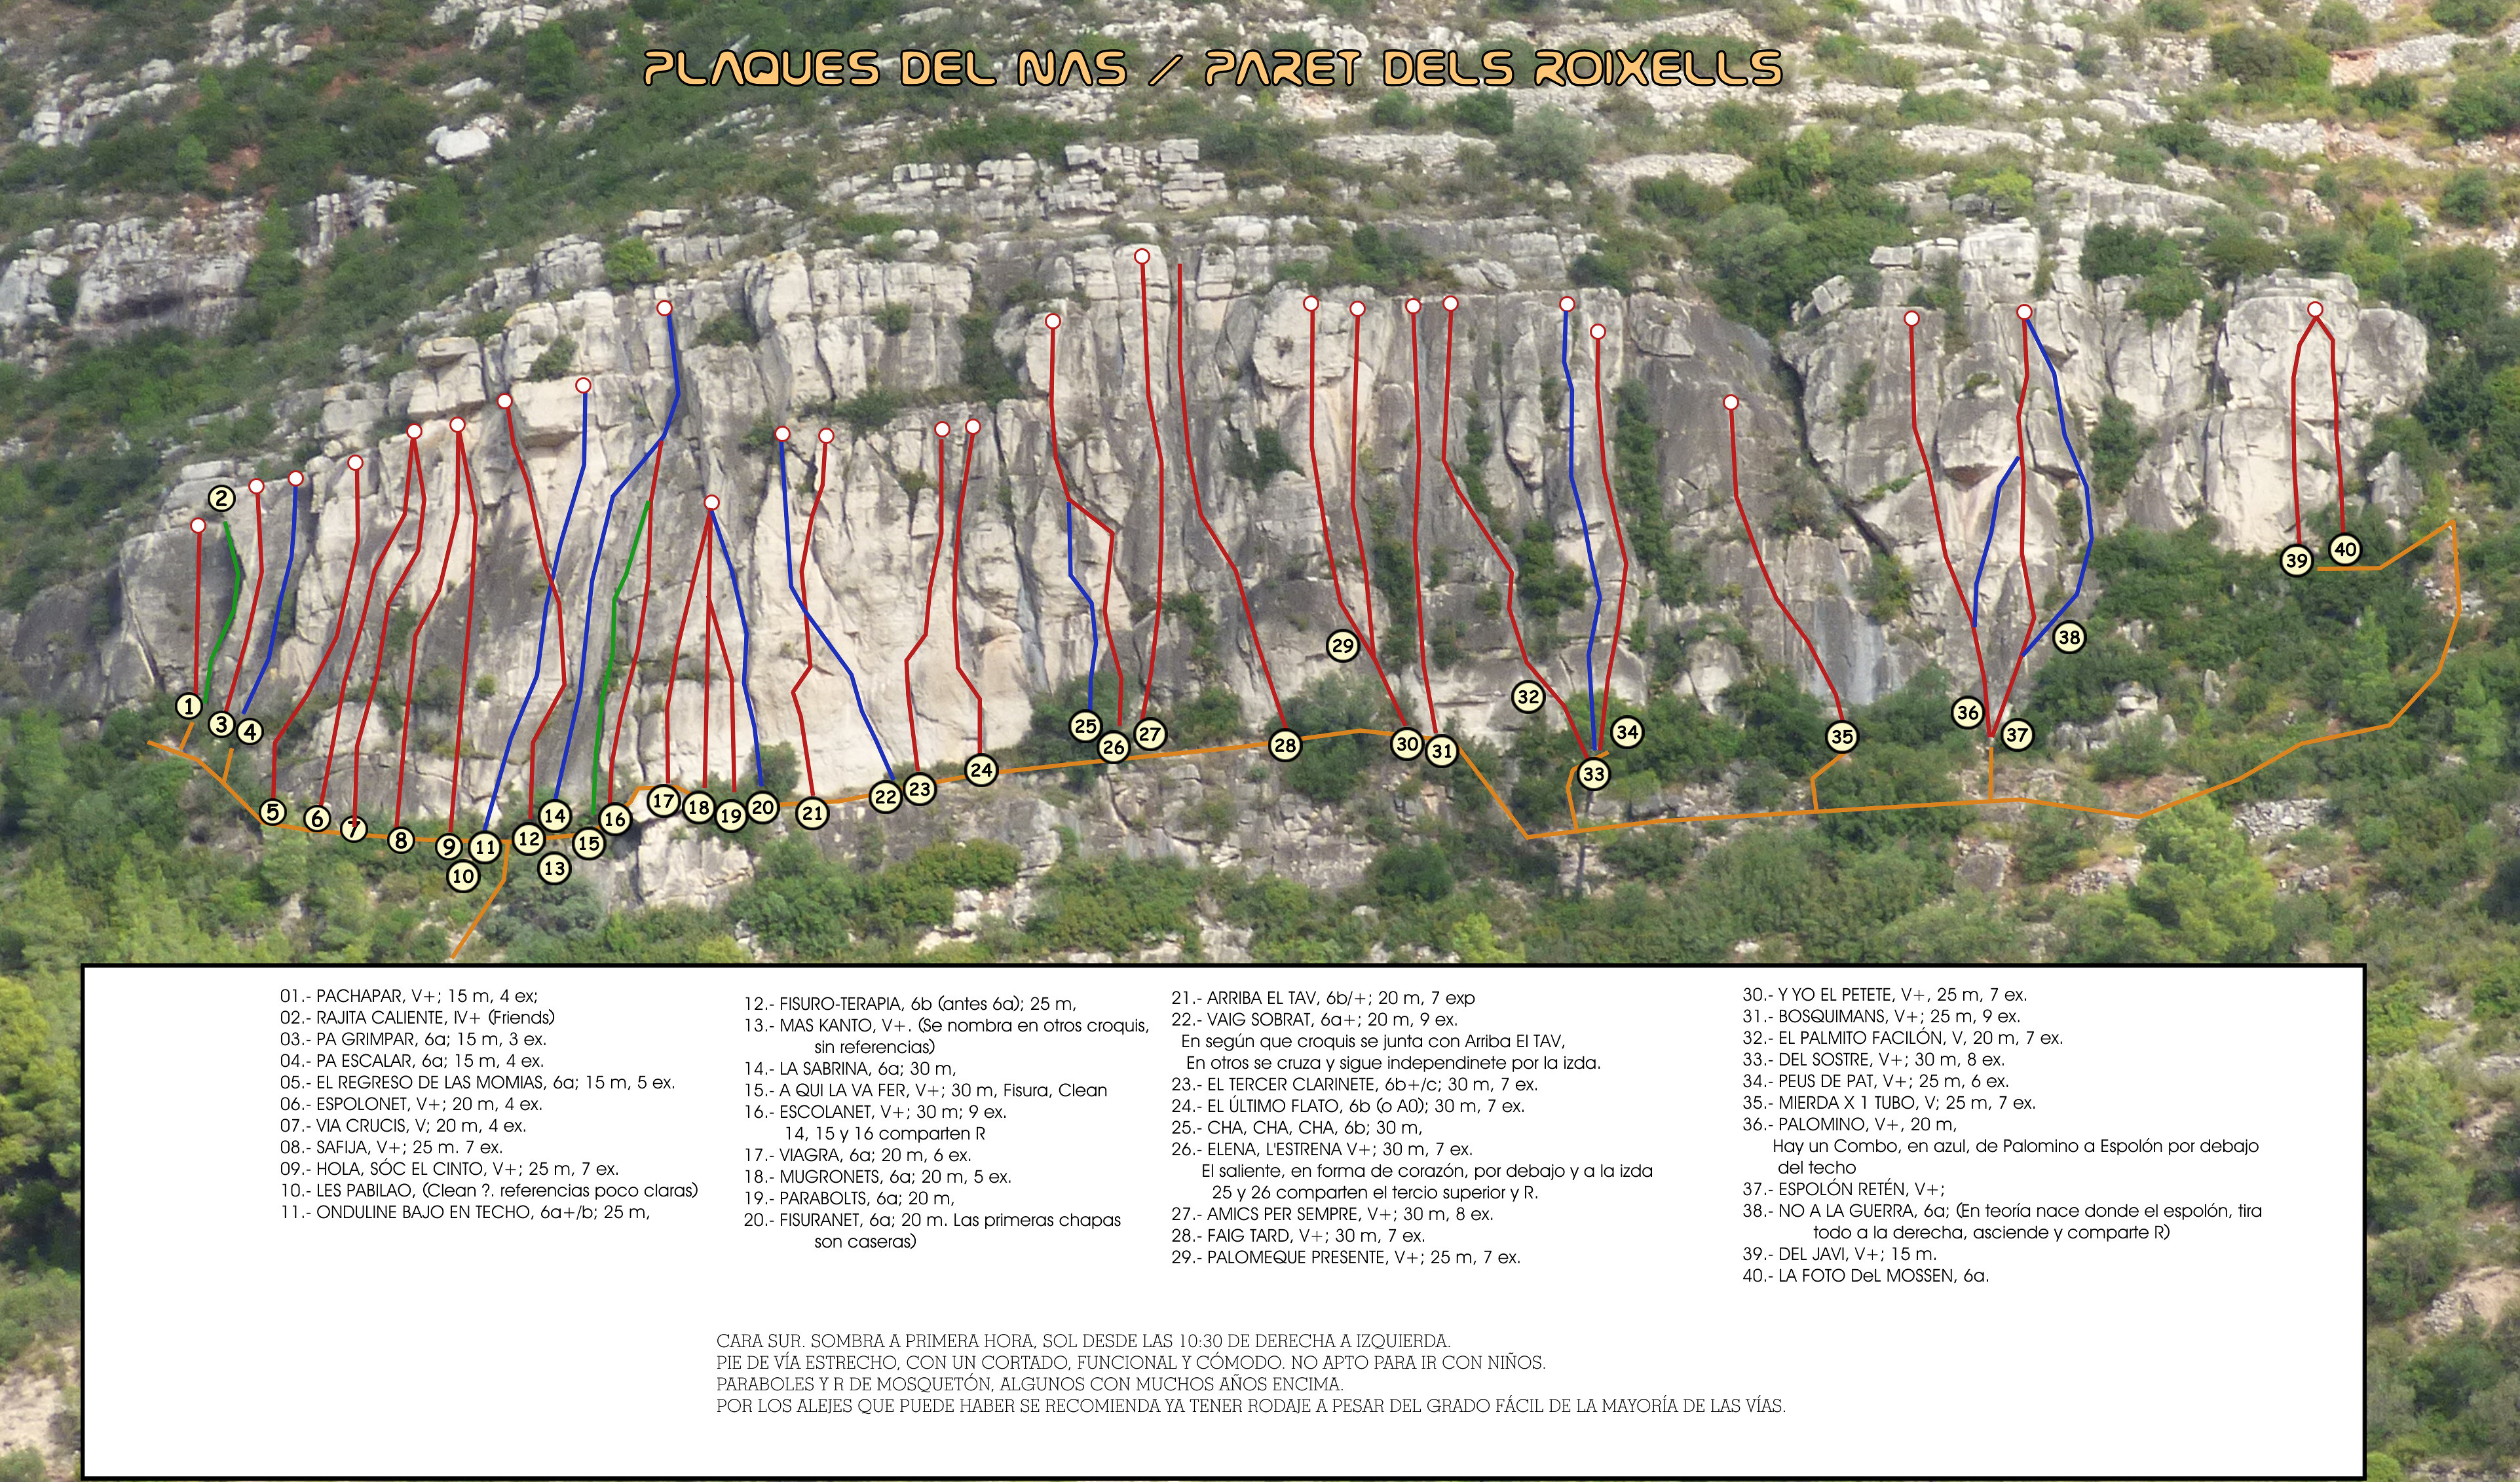 PLAQUES DEL NAS / PARET DELS ROIXELLS
1
2
3
4
5
6
7
8
9
10
11
12
13
14
15
16
17
18
19
20
21
22
23
24
25
26
27
28
29
30
31
32
33
34
35
36
37
38
39
40
01.- PACHAPAR, V+; 15 m, 4 ex;
02.- RAJITA CALIENTE, IV+ (Friends)
03.- PA GRIMPAR, 6a; 15 m, 3 ex.
04.- PA ESCALAR, 6a; 15 m, 4 ex.
05.- EL REGRESO DE LAS MOMIAS, 6a; 15 m, 5 ex.
06.- ESPOLONET, V+; 20 m, 4 ex.
07.- VIA CRUCIS, V; 20 m, 4 ex.
08.- SAFIJA, V+; 25 m. 7 ex.
09.- HOLA, SÓC EL CINTO, V+; 25 m, 7 ex.
10.- LES PABILAO, (Clean ?. referencias poco claras)
11.- ONDULINE BAJO EN TECHO, 6a+/b; 25 m,
12.- FISURO-TERAPIA, 6b (antes 6a); 25 m,
13.- MAS KANTO, V+. (Se nombra en otros croquis,
sin referencias)
14.- LA SABRINA, 6a; 30 m,
15.- A QUI LA VA FER, V+; 30 m, Fisura, Clean
16.- ESCOLANET, V+; 30 m; 9 ex.
14, 15 y 16 comparten R
17.- VIAGRA, 6a; 20 m, 6 ex.
18.- MUGRONETS, 6a; 20 m, 5 ex.
19.- PARABOLTS, 6a; 20 m,
20.- FISURANET, 6a; 20 m. Las primeras chapas
son caseras)
21.- ARRIBA EL TAV, 6b/+; 20 m, 7 exp
22.- VAIG SOBRAT, 6a+; 20 m, 9 ex.
En según que croquis se junta con Arriba El TAV,
En otros se cruza y sigue independinete por la izda.
23.- EL TERCER CLARINETE, 6b+/c; 30 m, 7 ex.
24.- EL ÚLTIMO FLATO, 6b (o A0); 30 m, 7 ex.
25.- CHA, CHA, CHA, 6b; 30 m,
26.- ELENA, L'ESTRENA V+; 30 m, 7 ex.
El saliente, en forma de corazón, por debajo y a la izda
25 y 26 comparten el tercio superior y R.
27.- AMICS PER SEMPRE, V+; 30 m, 8 ex.
28.- FAIG TARD, V+; 30 m, 7 ex.
29.- PALOMEQUE PRESENTE, V+; 25 m, 7 ex.
30.- Y YO EL PETETE, V+, 25 m, 7 ex.
31.- BOSQUIMANS, V+; 25 m, 9 ex.
32.- EL PALMITO FACILÓN, V, 20 m, 7 ex.
33.- DEL SOSTRE, V+; 30 m, 8 ex.
34.- PEUS DE PAT, V+; 25 m, 6 ex.
35.- MIERDA X 1 TUBO, V; 25 m, 7 ex.
36.- PALOMINO, V+, 20 m,
Hay un Combo, en azul, de Palomino a Espolón por debajo
del techo
37.- ESPOLÓN RETÉN, V+;
38.- NO A LA GUERRA, 6a; (En teoría nace donde el espolón, tira
todo a la derecha, asciende y comparte R)
39.- DEL JAVI, V+; 15 m.
40.- LA FOTO DeL MOSSEN, 6a.
CARA SUR. SOMBRA A PRIMERA HORA, SOL DESDE LAS 10:30 DE DERECHA A IZQUIERDA.
PIE DE VÍA ESTRECHO, CON UN CORTADO, FUNCIONAL Y CÓMODO. NO APTO PARA IR CON NIÑOS.
PARABOLES Y R DE MOSQUETÓN, ALGUNOS CON MUCHOS AÑOS ENCIMA.
POR LOS ALEJES QUE PUEDE HABER SE RECOMIENDA YA TENER RODAJE A PESAR DEL GRADO FÁCIL DE LA MAYORÍA DE LAS VÍAS.